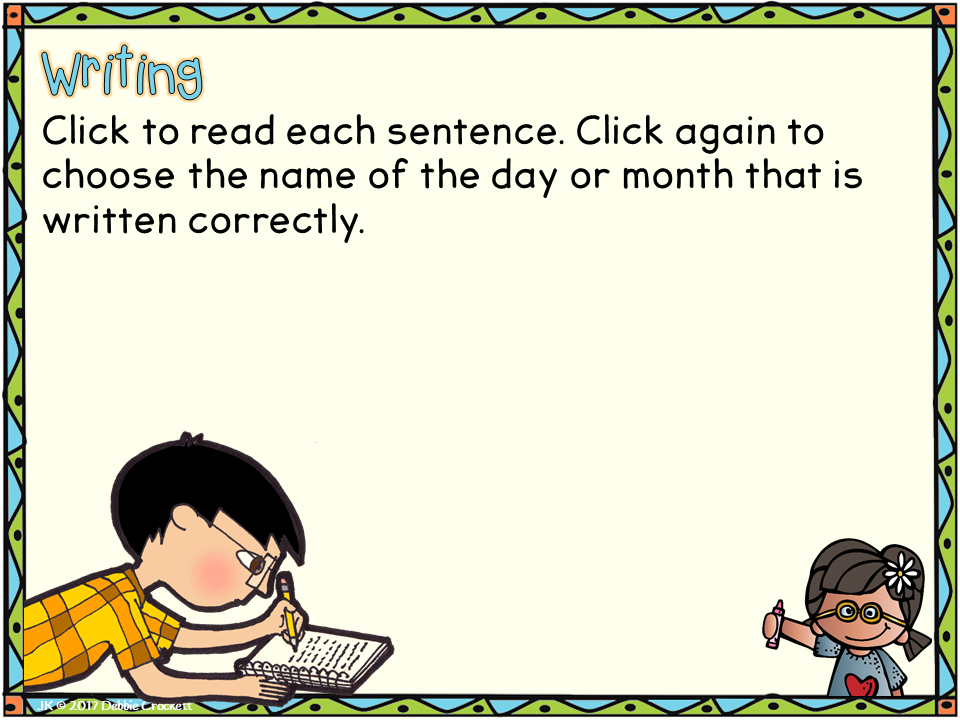 Writing
Click to read each sentence. Click again to
choose the name of the day or month that is
written correctly.
JK © 2017 Debbie Crockett